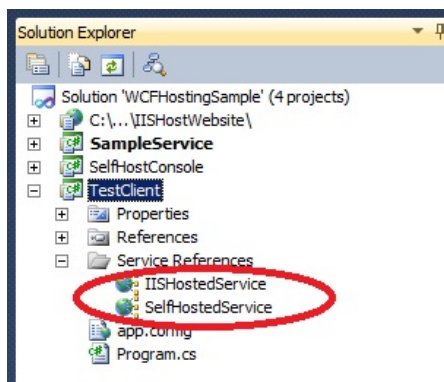 Solution Explorer
Solution 'WCFHostingSample' (4 projects)
C:\...\IISHostWebsite\
SampleService
SelfHostConsole
TestClient
Properties
References
Service References
IISHostedService
SelfHostedService
app.config
Program.cs